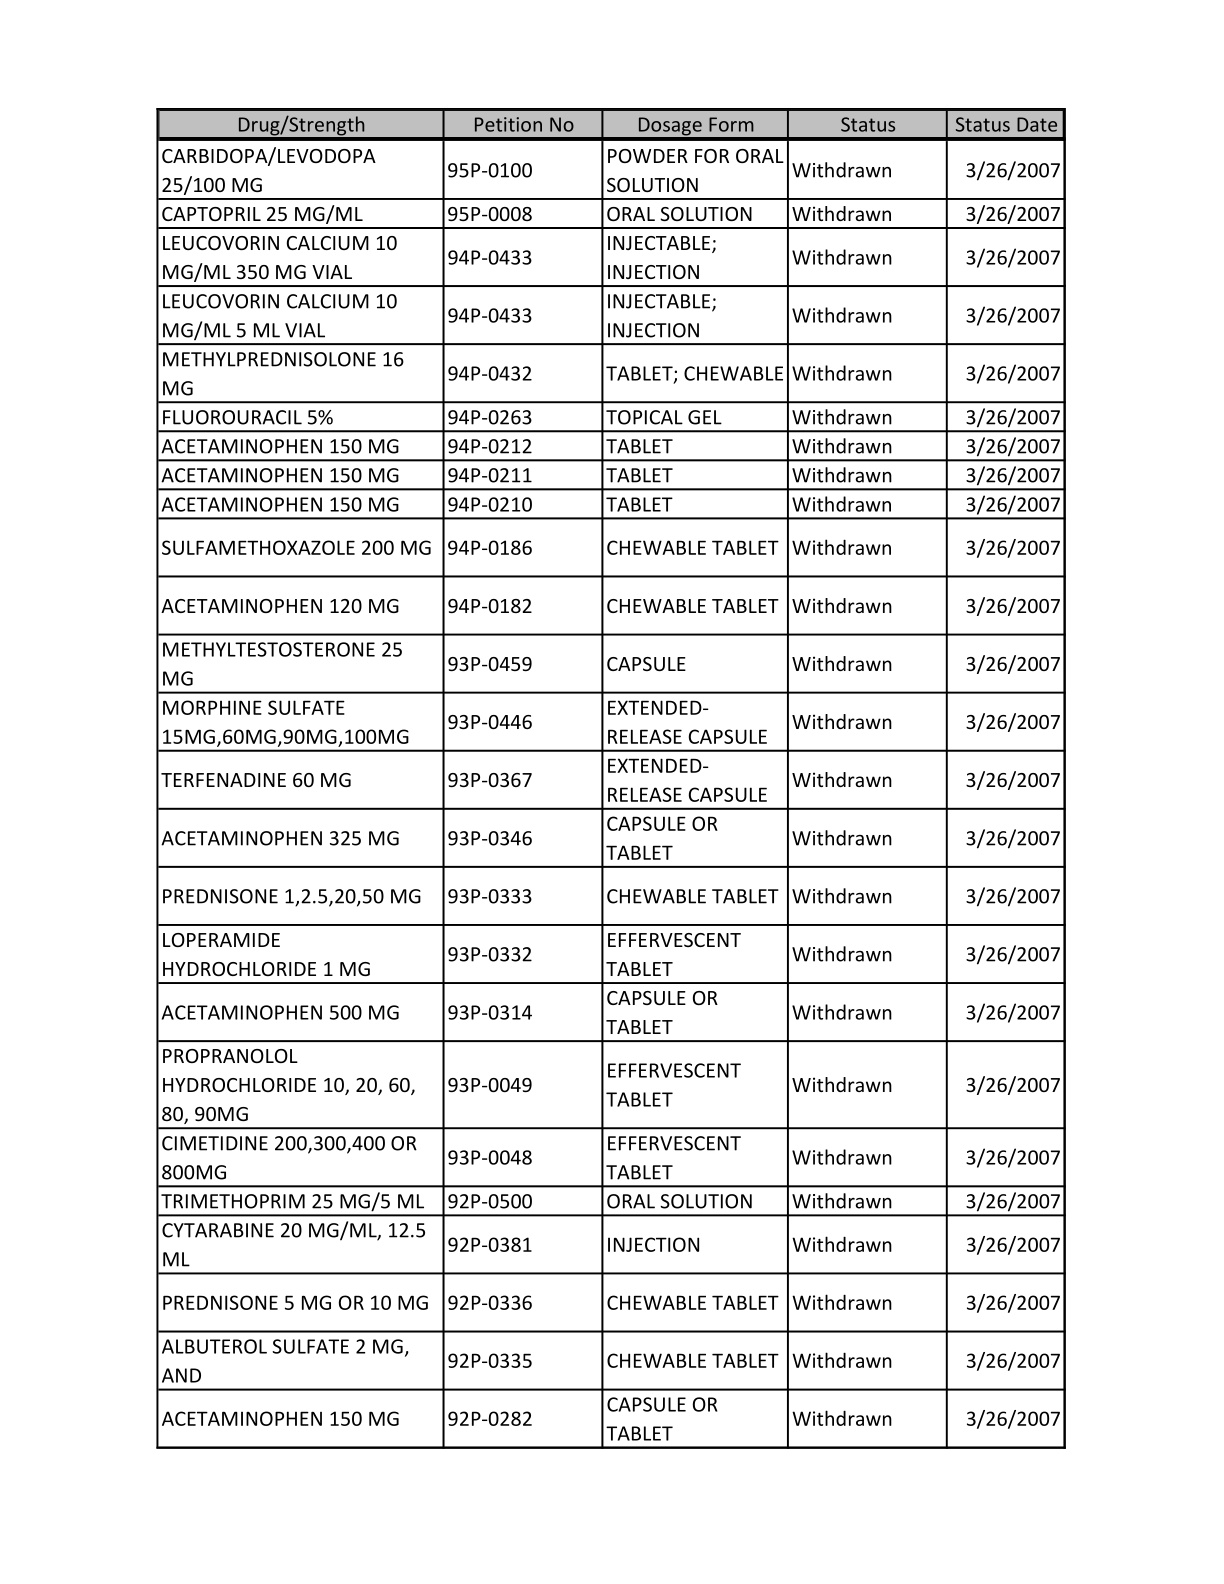 Drug/Strength Petition No Dosage Form Status Status Date
CARBIDOPA/LEVODOPA
25/100 MG 95P-0100 POWDER FOR ORAL
SOLUTION Withdrawn 3/26/2007
CAPTOPRIL 25 MG/ML 95P-0008 ORAL SOLUTION Withdrawn 3/26/2007
LEUCOVORIN CALCIUM 10
MG/ML 350 MG VIAL 94P-0433 INJECTABLE;
INJECTION Withdrawn 3/26/2007
LEUCOVORIN CALCIUM 10
MG/ML 5 ML VIAL 94P-0433 INJECTABLE;
INJECTION Withdrawn 3/26/2007
METHYLPREDNISOLONE 16
MG 94P-0432 TABLET; CHEWABLE Withdrawn 3/26/2007
FLUOROURACIL 5% 94P-0263 TOPICAL GEL Withdrawn 3/26/2007
ACETAMINOPHEN 150 MG 94P-0212 TABLET Withdrawn 3/26/2007
ACETAMINOPHEN 150 MG 94P-0211 TABLET Withdrawn 3/26/2007
ACETAMINOPHEN 150 MG 94P-0210 TABLET Withdrawn 3/26/2007
SULFAMETHOXAZOLE 200 MG 94P-0186 CHEWABLE TABLET Withdrawn 3/26/2007
ACETAMINOPHEN 120 MG 94P-0182 CHEWABLE TABLET Withdrawn 3/26/2007
METHYLTESTOSTERONE 25
MG 93P-0459 CAPSULE Withdrawn 3/26/2007
MORPHINE SULFATE
15MG,60MG,90MG,100MG 93P-0446 EXTENDED-
RELEASE CAPSULE Withdrawn 3/26/2007
TERFENADINE 60 MG 93P-0367 EXTENDED-
RELEASE CAPSULE Withdrawn 3/26/2007
ACETAMINOPHEN 325 MG 93P-0346 CAPSULE OR
TABLET Withdrawn 3/26/2007
PREDNISONE 1,2.5,20,50 MG 93P-0333 CHEWABLE TABLET Withdrawn 3/26/2007
LOPERAMIDE
HYDROCHLORIDE 1 MG 93P-0332 EFFERVESCENT
TABLET Withdrawn 3/26/2007
ACETAMINOPHEN 500 MG 93P-0314 CAPSULE OR
TABLET Withdrawn 3/26/2007
PROPRANOLOL
HYDROCHLORIDE 10, 20, 60,
80, 90MG 93P-0049 EFFERVESCENT
TABLET Withdrawn 3/26/2007
CIMETIDINE 200,300,400 OR
800MG 93P-0048 EFFERVESCENT
TABLET Withdrawn 3/26/2007
TRIMETHOPRIM 25 MG/5 ML 92P-0500 ORAL SOLUTION Withdrawn 3/26/2007
CYTARABINE 20 MG/ML, 12.5
ML 92P-0381 INJECTION Withdrawn 3/26/2007
PREDNISONE 5 MG OR 10 MG 92P-0336 CHEWABLE TABLET Withdrawn 3/26/2007
ALBUTEROL SULFATE 2 MG,
AND 92P-0335 CHEWABLE TABLET Withdrawn 3/26/2007
ACETAMINOPHEN 150 MG 92P-0282 CAPSULE OR
TABLET Withdrawn 3/26/2007